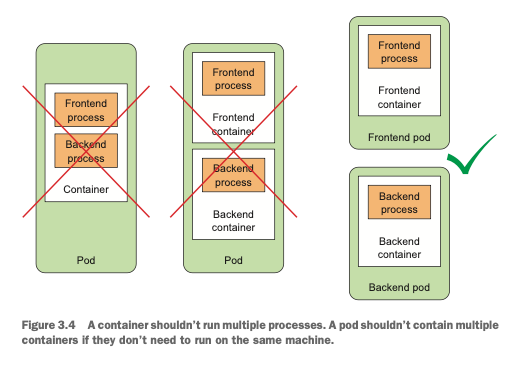 Frontend
process
Backend
process
Container
Pod
Frontend
process
Frontend
container
Backend
process
Backend
container
Pod
Frontend
process
Frontend
container
Frontend pod
Backend
process
Backend
container
Backend pod
Figure 3.4 A container shouldn't run multiple processes. A pod shouldn't contain multiple
containers if they don't need to run on the same machine.